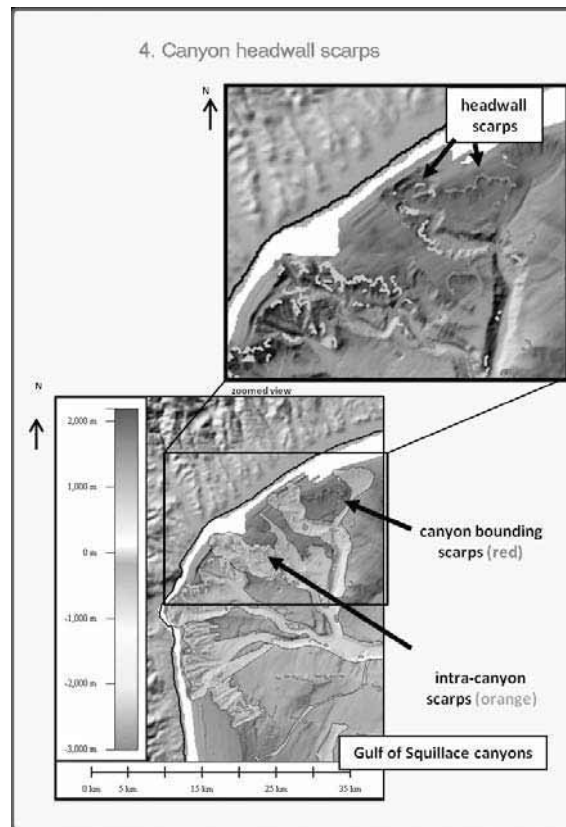 4. Canyon headwall scarps
N
headwall
scarps
zoomed view
N
2,000 m
1,000 m
0 m
-1,000 m
-2,000 m
-3,000 m
canyon bounding
scarps (red)
intra-canyon
scarps (orange)
Gulf of Squillace canyons
0 km
5 km
15 km
25 km
35 km